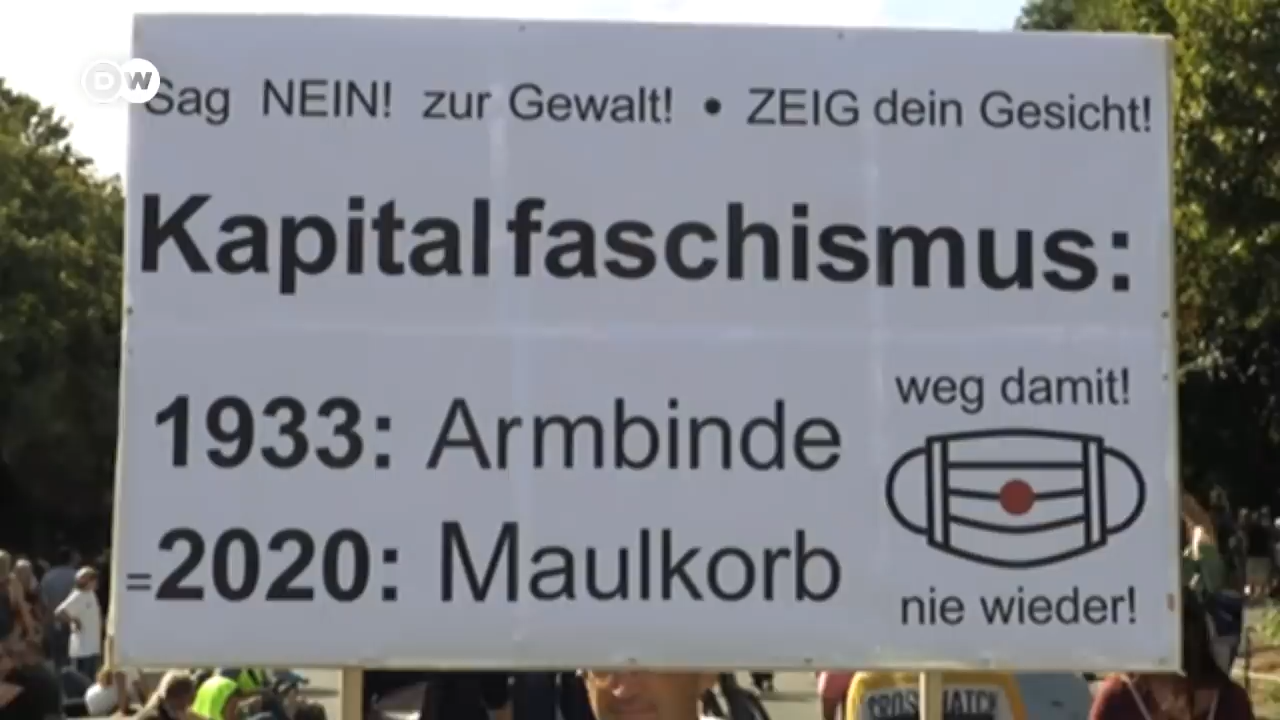 DW
Sag NEIN! zur Gewalt! • ZEIG dein Gesicht!
Kapitalfaschismus:
weg damit!
1933: Armbinde
=2020: Maulkorb
nie wieder!